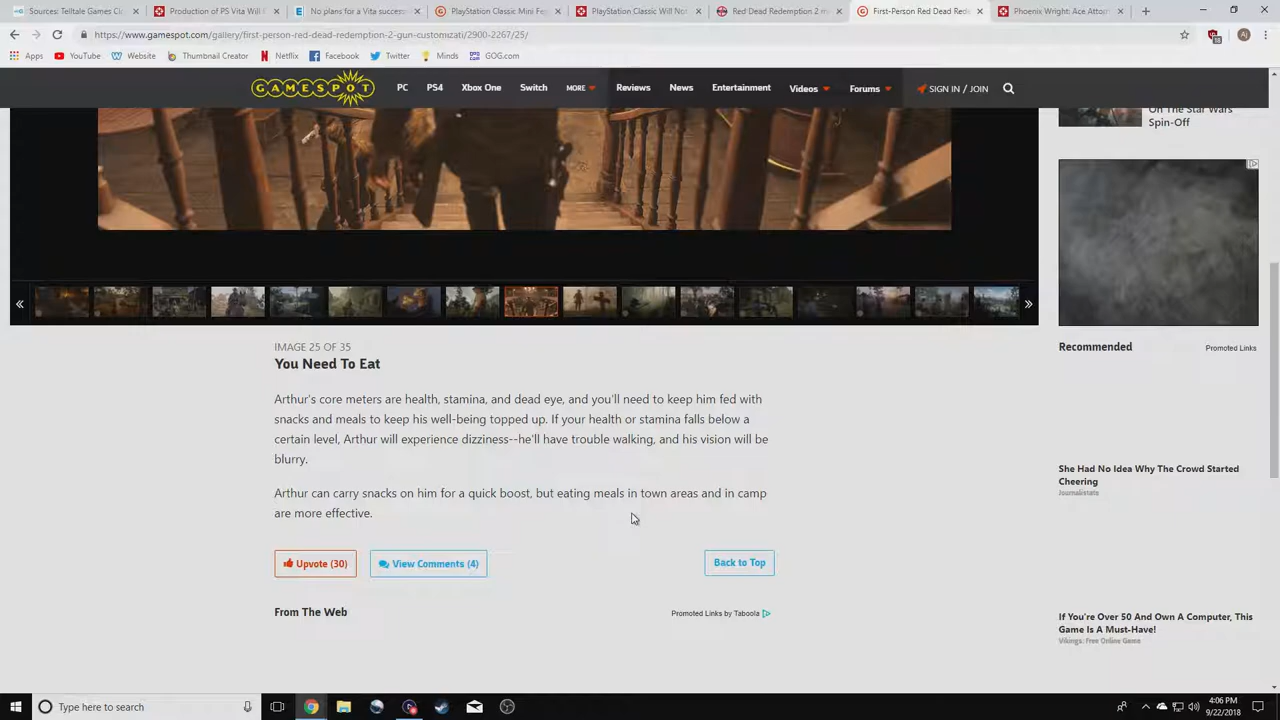 Sources: Telltale Games Cl
Production of PS Vita Will E
No plans for a Vita success
PlayStation Classic Mini Fe
PlayStation Classic Will Not
Red Dead Redemption 2 m
First-Person Red Dead Rede
Phoenix Wright: Ace Attor
https://www.gamespot.com/gallery/first-person-red-dead-redemption-2-gun-customizati/2900-2267/25/
Apps YouTube Website Thumbnail Creator Netflix Facebook Twitter Minds GOG.com
GAMESPOT PC PS4 Xbox One Switch MORE Reviews News Entertainment Videos Forums SIGN IN / JOIN
On The Star Wars
Spin-Off
IMAGE 25 OF 35
You Need To Eat
Arthur's core meters are health, stamina, and dead eye, and you'll need to keep him fed with
snacks and meals to keep his well-being topped up. If your health or stamina falls below a
certain level, Arthur will experience dizziness--he'll have trouble walking, and his vision will be
blurry.
Arthur can carry snacks on him for a quick boost, but eating meals in town areas and in camp
are more effective.
Upvote (30) View Comments (4) Back to Top
From The Web Promoted Links by Taboola
Recommended Promoted Links
She Had No Idea Why The Crowd Started
Cheering
Journalistate
If You're Over 50 And Own A Computer, This
Game Is A Must-Have!
Vikings: Free Online Game
Type here to search
4:06 PM
9/22/2018